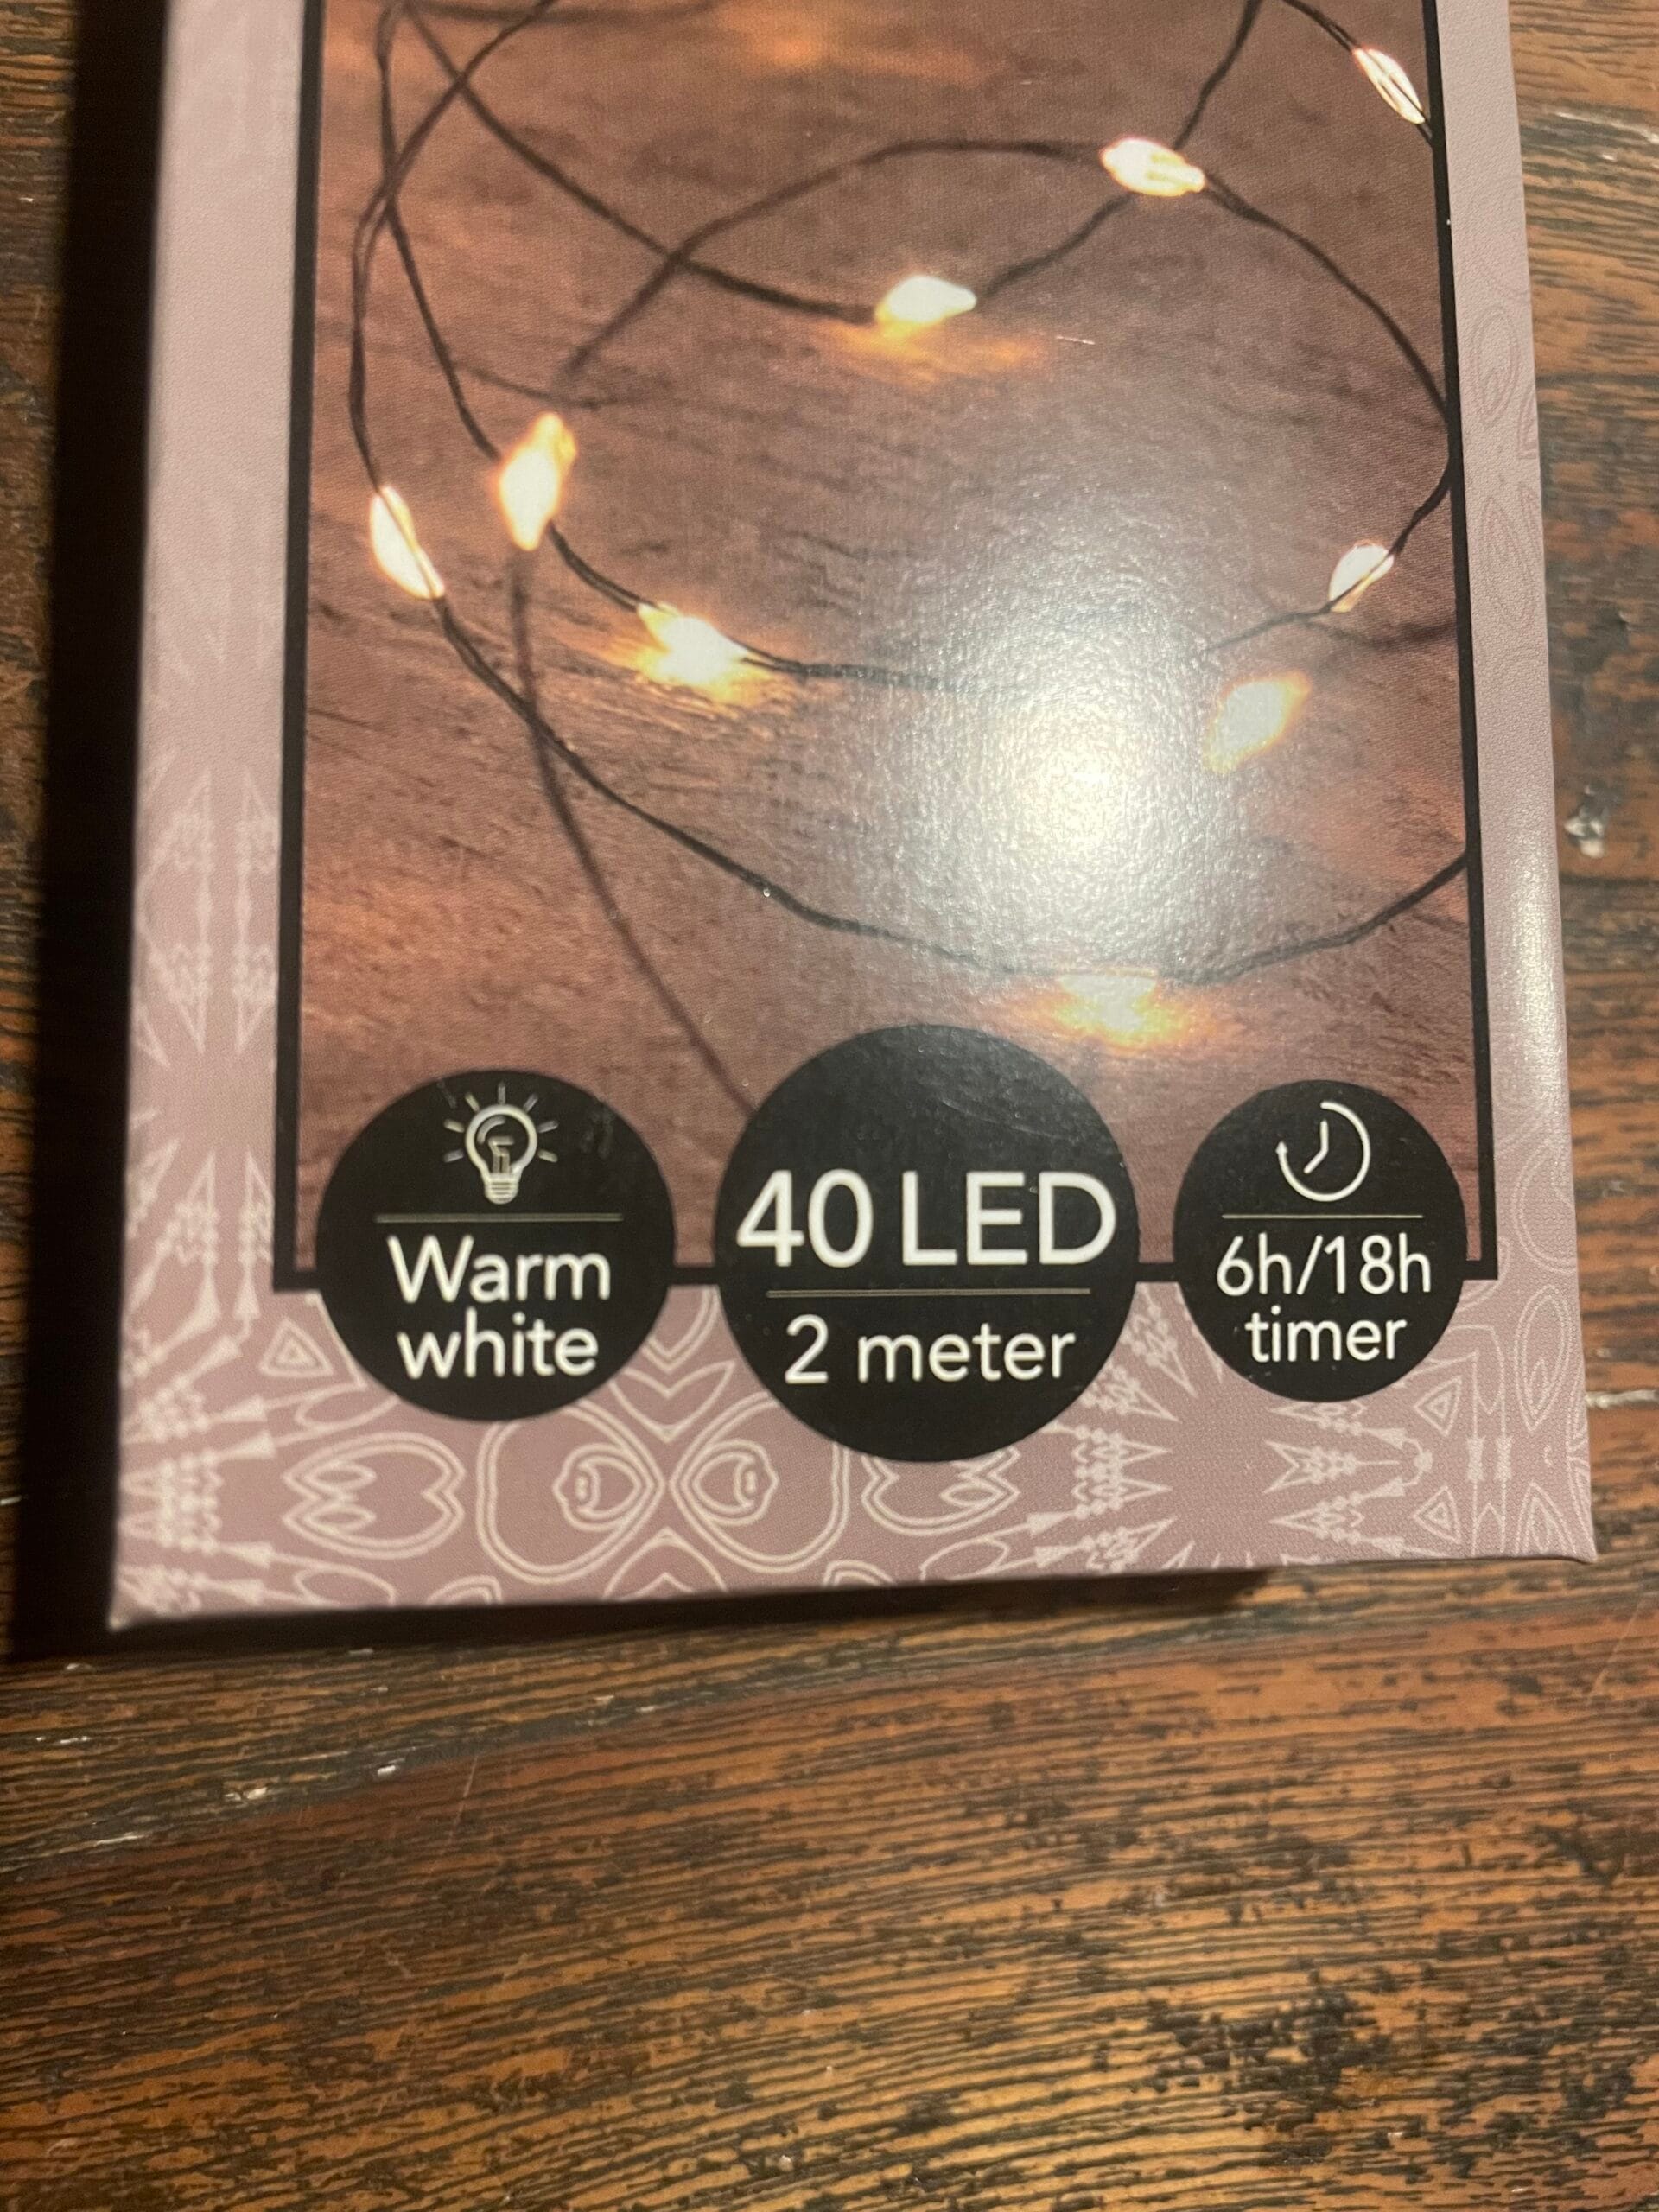 Warm
white
40 LED
2 meter
6h/18h
timer